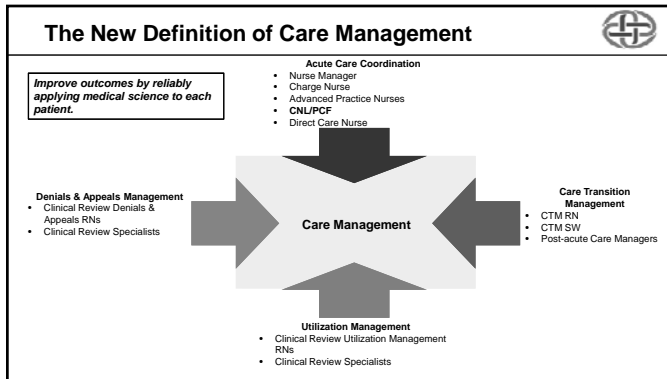 The New Definition of Care Management
Improve outcomes by reliably
applying medical science to each
patient.
Acute Care Coordination
• Nurse Manager
• Charge Nurse
• Advanced Practice Nurses
• CNL/PCF
• Direct Care Nurse
Denials & Appeals Management
• Clinical Review Denials &
Appeals RNs
• Clinical Review Specialists
Care Management
Care Transition
Management
• CTM RN
• CTM SW
• Post-acute Care Managers
Utilization Management
• Clinical Review Utilization Management
RNs
• Clinical Review Specialists